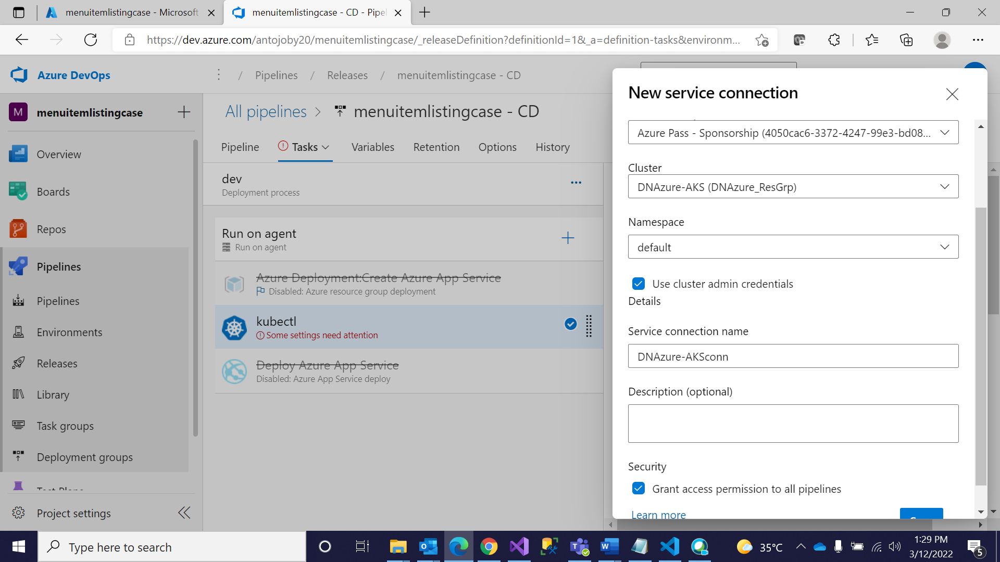 menuitemlistingcase - Microsoft
menuitemlistingcase - CD - Pipel
https://dev.azure.com/antojoby20/menuitemlistingcase/_releaseDefinition?definitionId=1&_a=definition-tasks&environm...
Azure DevOps
/ Pipelines / Releases / menuitemlistingcase - CD
M menuitemlistingcase
Overview
Boards
Repos
Pipelines
Pipelines
Environments
Releases
Library
Task groups
Deployment groups
Test Plans
Project settings
All pipelines > menuitemlistingcase - CD
Pipeline Tasks Variables Retention Options History
dev
Deployment process
Run on agent
Run on agent
Azure Deployment:Create Azure App Service
Disabled: Azure resource group deployment
kubectl
Some settings need attention
Deploy Azure App Service
Disabled: Azure App Service deploy
New service connection
Azure Pass - Sponsorship (4050cac6-3372-4247-99e3-bd08...
Cluster
DNAzure-AKS (DNAzure_ResGrp)
Namespace
default
Use cluster admin credentials
Details
Service connection name
DNAzure-AKSconn
Description (optional)
Security
Grant access permission to all pipelines
Learn more
Type here to search
35°C
1:29 PM
3/12/2022
5